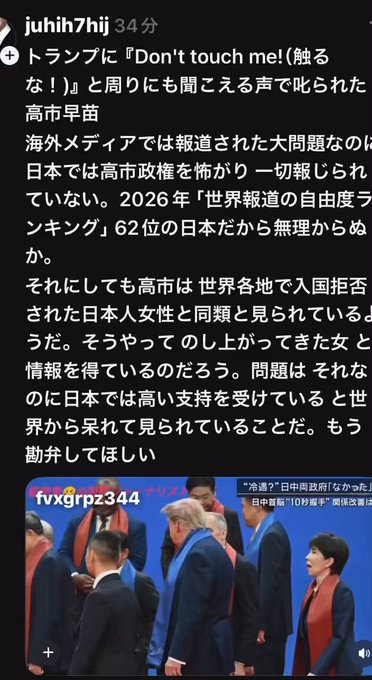 juhih7hij 34分
トランプに『Don't touch me!（触る
な！)』と周りにも聞こえる声で叱られた
高市早苗
海外メディアでは報道された大問題なのに
日本では高市政権を怖がり 一切報じられ
ていない。2026年「世界報道の自由度ラ
ンキング」62位の日本だから無理からぬ
か。
それにしても高市は 世界各地で入国拒否
された日本人女性と同類と見られているよ
うだ。そうやって のし上がってきた女 と
情報を得ているのだろう。問題は それな
のに日本では高い支持を受けている と世
界から呆れて見られていることだ。もう
勘弁してほしい
fvxgrpz344
ナリスト
“冷遇？”日中両政府「なかった」
日中首脳“10秒握手” 関係改善は